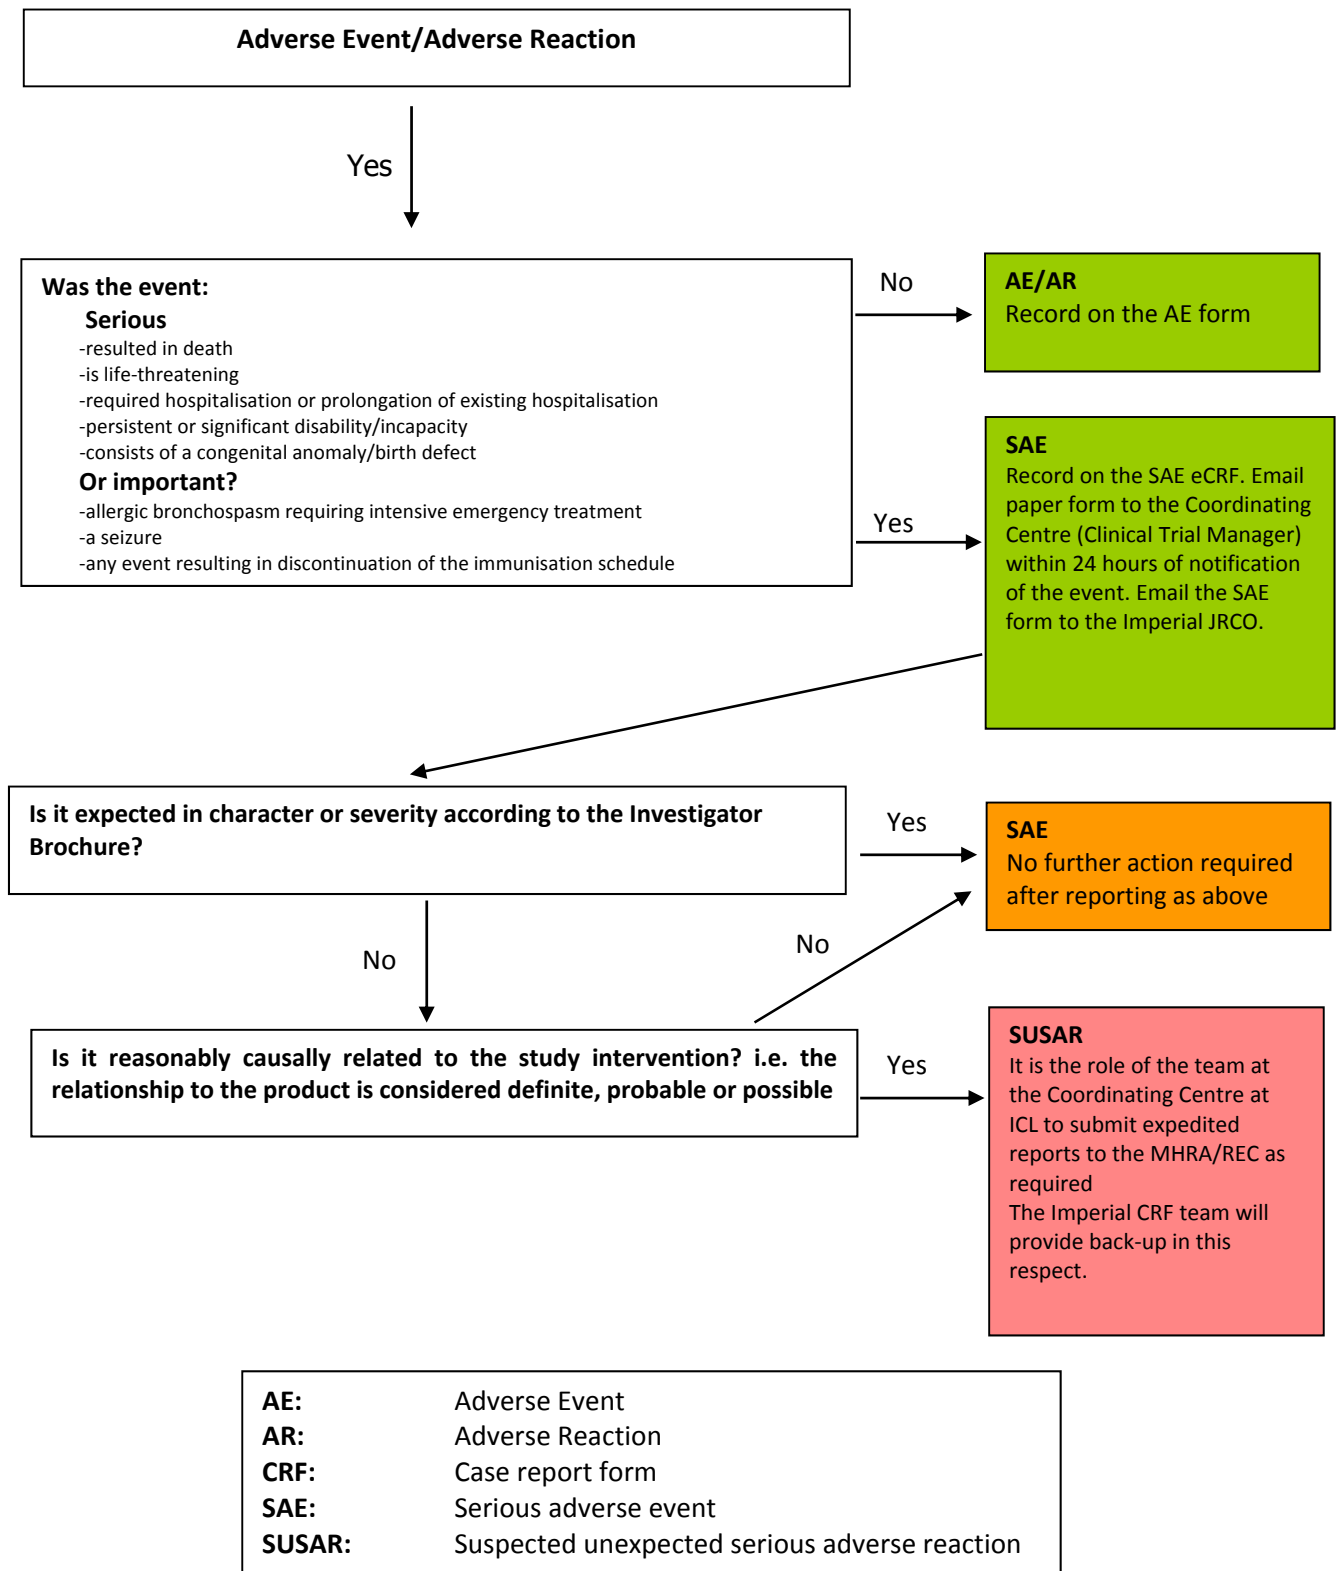 Adverse Event/Adverse Reaction
Yes
Was the event:
Serious
-resulted in death
-is life-threatening
-required hospitalisation or prolongation of existing hospitalisation
-persistent or significant disability/incapacity
-consists of a congenital anomaly/birth defect
Or important?
-allergic bronchospasm requiring intensive emergency treatment
-a seizure
-any event resulting in discontinuation of the immunisation schedule
No
AE/AR
Record on the AE form
Yes
SAE
Record on the SAE eCRF. Email
paper form to the Coordinating
Centre (Clinical Trial Manager)
within 24 hours of notification
of the event. Email the SAE
form to the Imperial JRCO.
Is it expected in character or severity according to the Investigator
Brochure?
Yes
SAE
No further action required
after reporting as above
No
No
Is it reasonably causally related to the study intervention? i.e. the
relationship to the product is considered definite, probable or possible
Yes
SUSAR
It is the role of the team at
the Coordinating Centre at
ICL to submit expedited
reports to the MHRA/REC as
required
The Imperial CRF team will
provide back-up in this
respect.
AE: Adverse Event
AR: Adverse Reaction
CRF: Case report form
SAE: Serious adverse event
SUSAR: Suspected unexpected serious adverse reaction